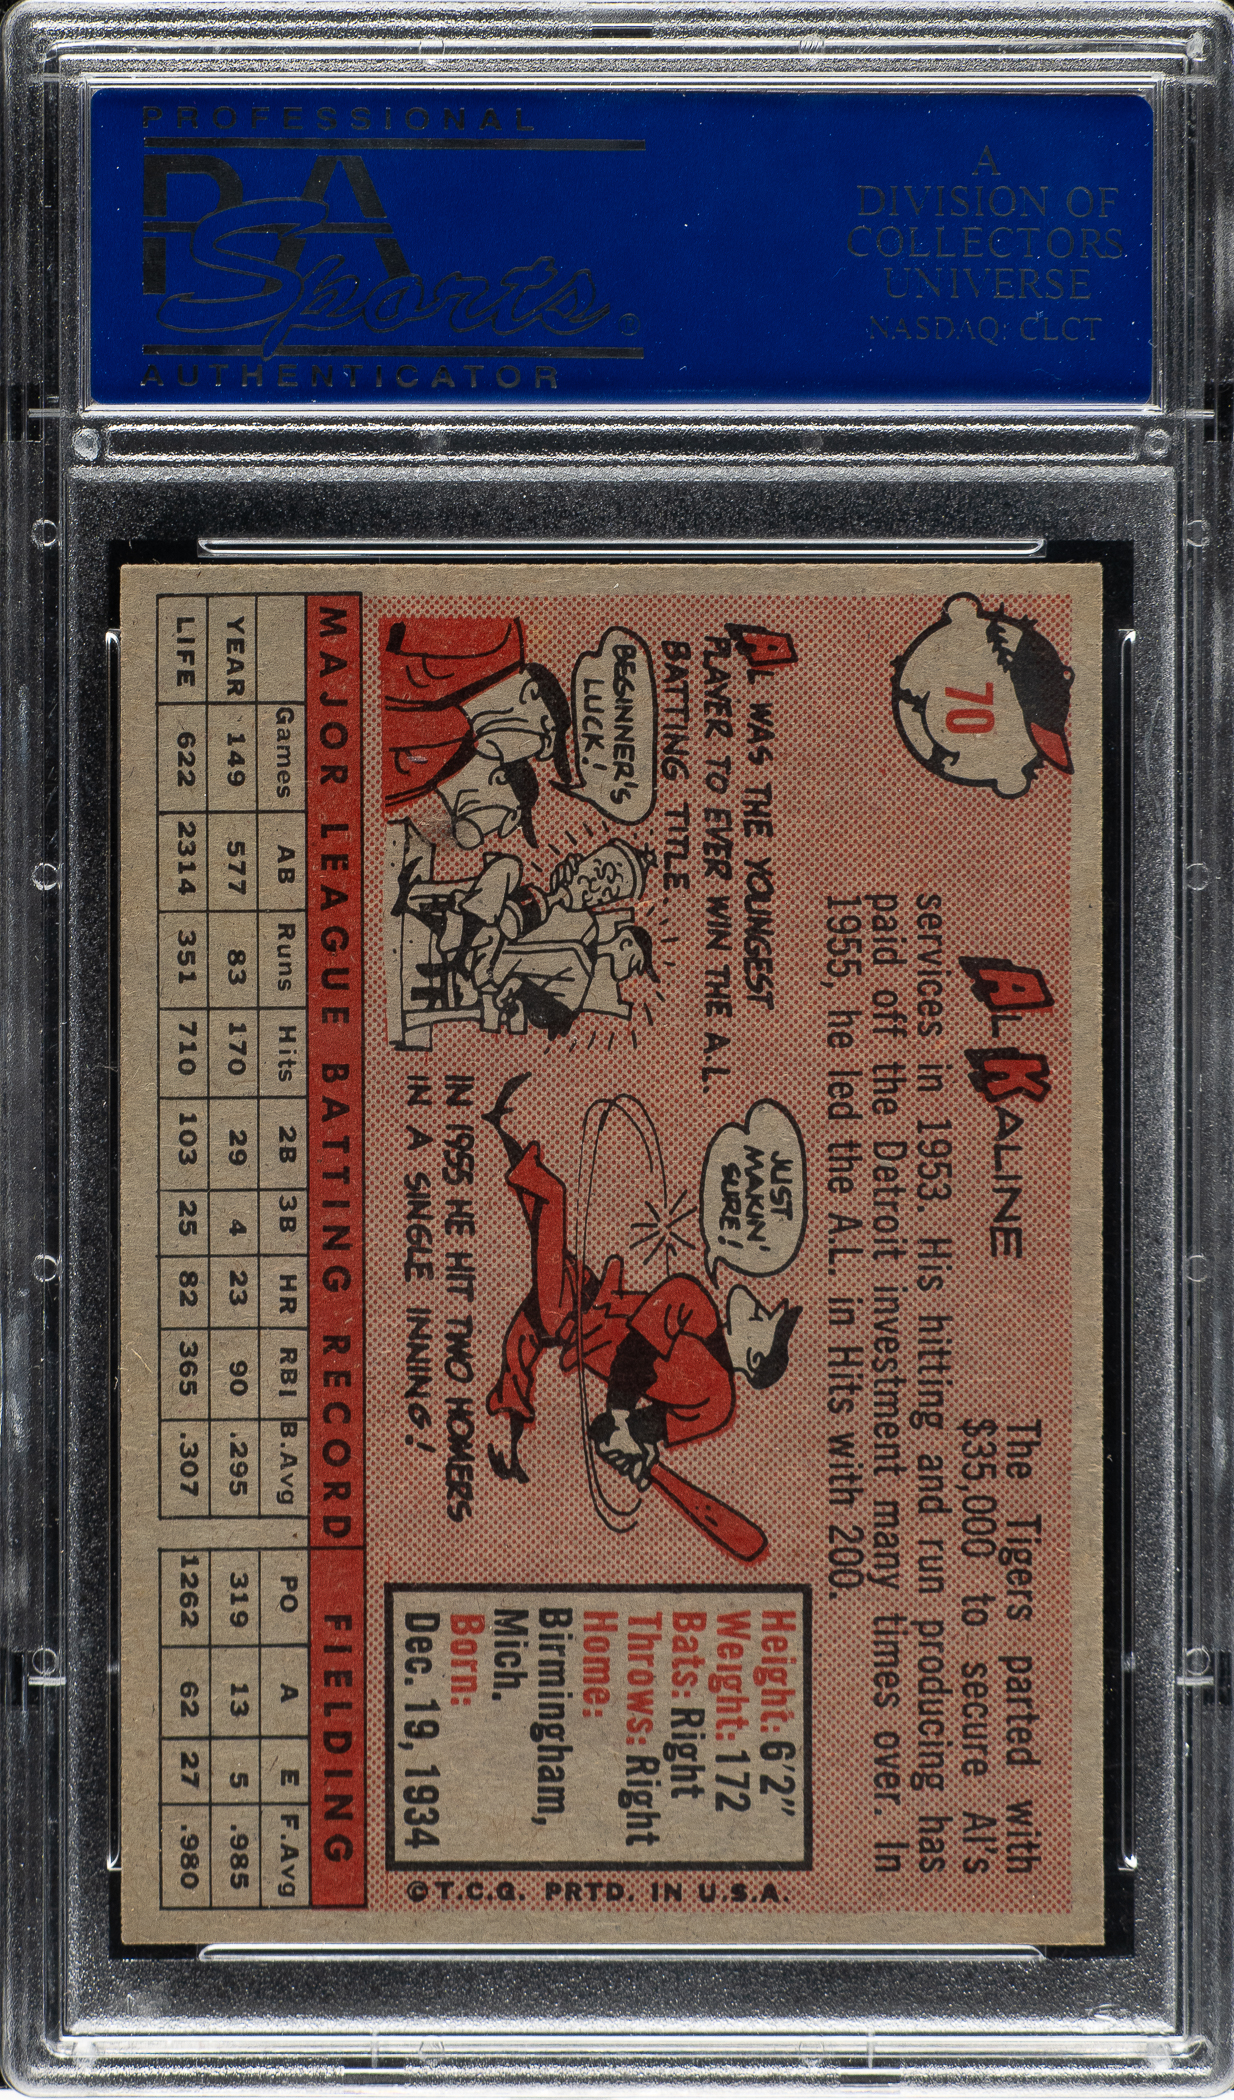 PROFESSIONAL
PSA
Sports®
AUTHENTICATOR
A
DIVISION OF
COLLECTORS
UNIVERSE
NASDAQ: CLCT
70
AL KALINE
The Tigers parted with
$35,000 to secure Al's
services in 1953. His hitting and run producing has
paid off the Detroit investment many times over. In
1955, he led the A.L. in Hits with 200.
AL WAS THE YOUNGEST
PLAYER TO EVER WIN THE A.L.
BATTING TITLE.
BEGINNER'S
LUCK!
JUST
MAKIN'
SURE!
IN 1955 HE HIT TWO HOMERS
IN A SINGLE INNING!
Height: 6'2"
Weight: 172
Bats: Right
Throws: Right
Home:
Birmingham,
Mich.
Born:
Dec. 19, 1934
©T.C.G. PRTD. IN U.S.A.
MAJOR LEAGUE BATTING RECORD FIELDING
Games AB Runs Hits 2B 3B HR RBI B.Avg PO A E F.Avg
YEAR 149 577 83 170 29 4 23 90 .295 319 13 5 .985
LIFE 622 2314 351 710 103 25 82 365 .307 1262 62 27 .980